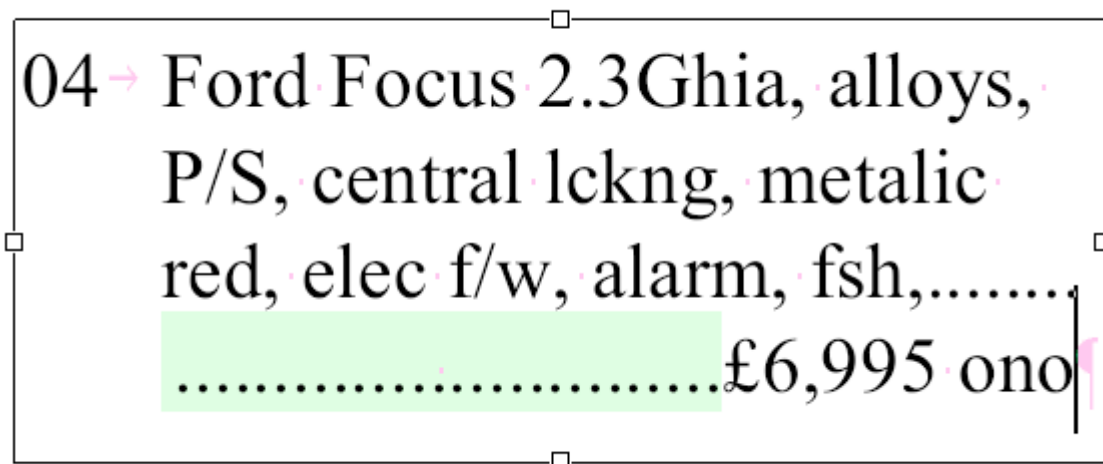 04 Ford Focus 2.3Ghia, alloys,
P/S, central lckng, metalic
red, elec f/w, alarm, fsh,........
............................£6,995 ono